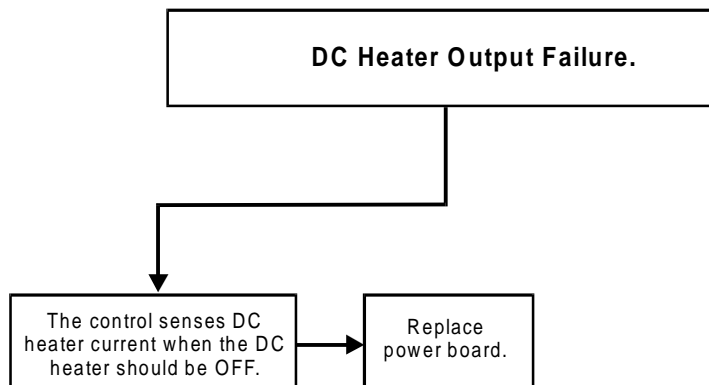 DC Heater Output Failure.
The control senses DC
heater current when the DC
heater should be OFF.
Replace
power board.